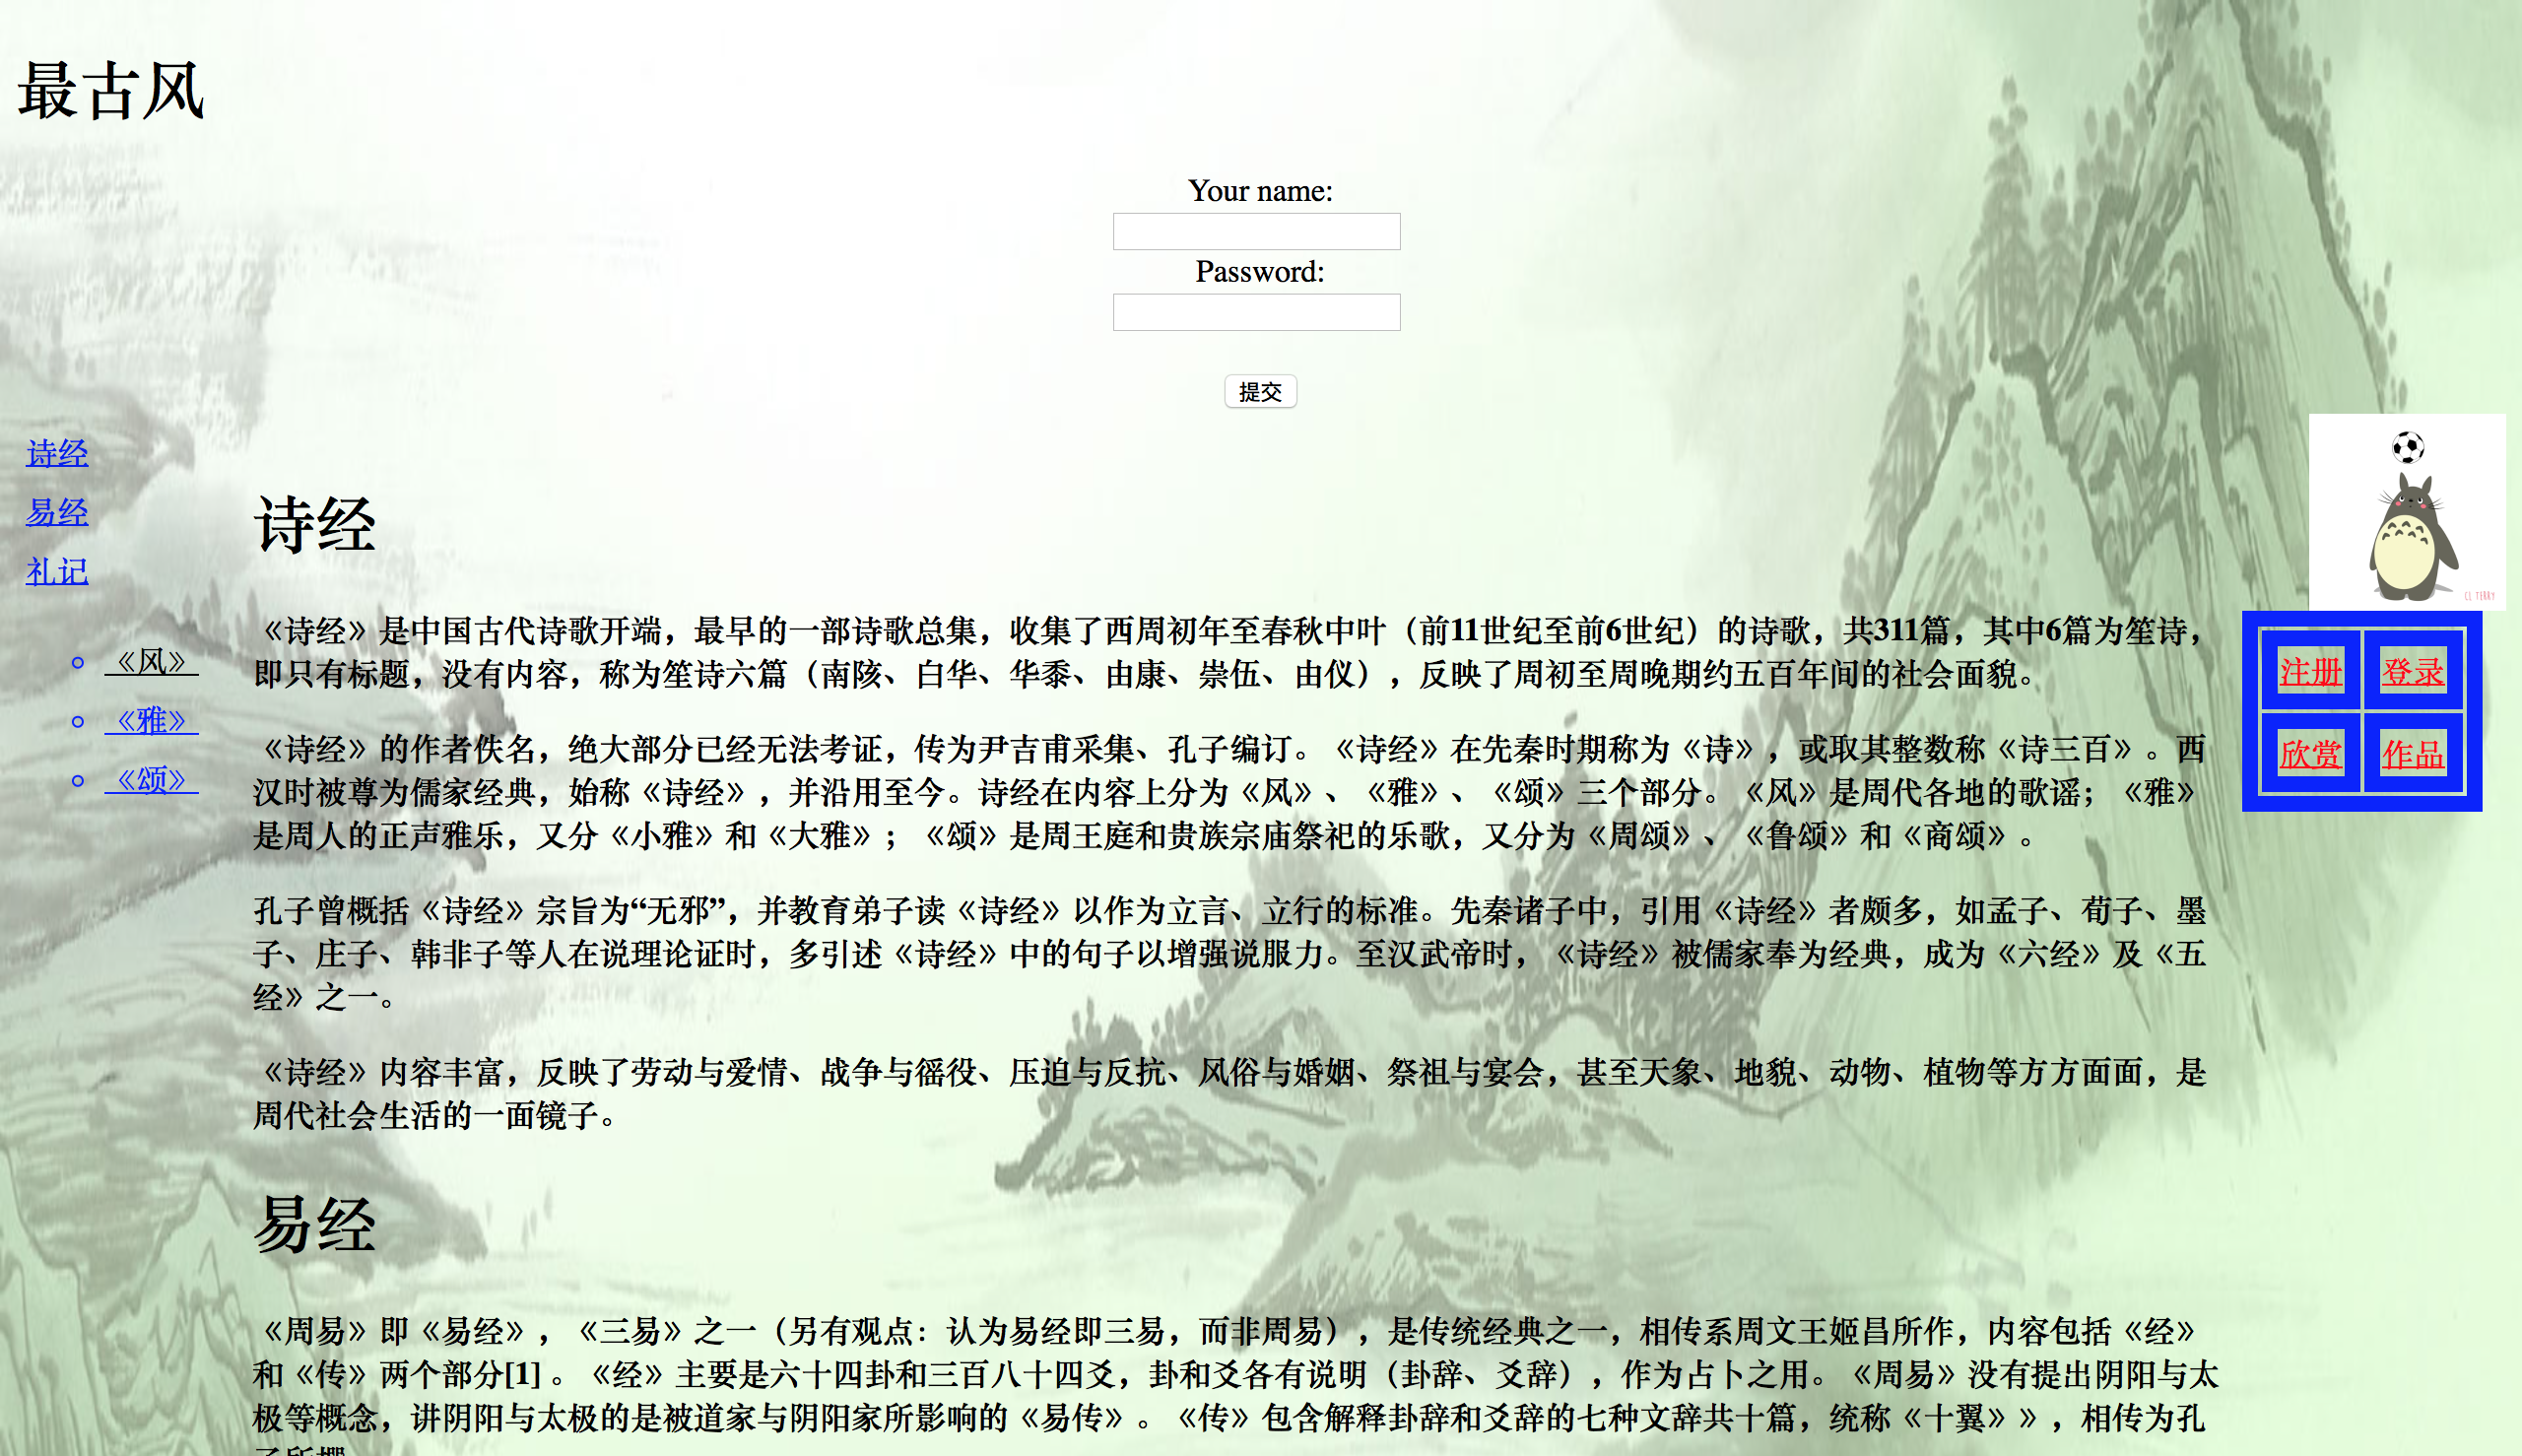 最古风
Your name:
Password:
提交
诗经
易经
礼记
《风》
《雅》
《颂》
诗经
《诗经》是中国古代诗歌开端，最早的一部诗歌总集，收集了西周初年至春秋中叶（前11世纪至前6世纪）的诗歌，共311篇，其中6篇为笙诗，
即只有标题，没有内容，称为笙诗六篇（南陔、白华、华黍、由康、崇伍、由仪），反映了周初至周晚期约五百年间的社会面貌。
《诗经》的作者佚名，绝大部分已经无法考证，传为尹吉甫采集、孔子编订。《诗经》在先秦时期称为《诗》，或取其整数称《诗三百》。西
汉时被尊为儒家经典，始称《诗经》，并沿用至今。诗经在内容上分为《风》、《雅》、《颂》三个部分。《风》是周代各地的歌谣；《雅》
是周人的正声雅乐，又分《小雅》和《大雅》；《颂》是周王庭和贵族宗庙祭祀的乐歌，又分为《周颂》、《鲁颂》和《商颂》。
孔子曾概括《诗经》宗旨为“无邪”，并教育弟子读《诗经》以作为立言、立行的标准。先秦诸子中，引用《诗经》者颇多，如孟子、荀子、墨
子、庄子、韩非子等人在说理论证时，多引述《诗经》中的句子以增强说服力。至汉武帝时，《诗经》被儒家奉为经典，成为《六经》及《五
经》之一。
《诗经》内容丰富，反映了劳动与爱情、战争与徭役、压迫与反抗、风俗与婚姻、祭祖与宴会，甚至天象、地貌、动物、植物等方方面面，是
周代社会生活的一面镜子。
易经
《周易》即《易经》，《三易》之一（另有观点：认为易经即三易，而非周易），是传统经典之一，相传系周文王姬昌所作，内容包括《经》
和《传》两个部分[1] 。《经》主要是六十四卦和三百八十四爻，卦和爻各有说明（卦辞、爻辞），作为占卜之用。《周易》没有提出阴阳与太
极等概念，讲阴阳与太极的是被道家与阴阳家所影响的《易传》。《传》包含解释卦辞和爻辞的七种文辞共十篇，统称《十翼》》，相传为孔
CL TERRY
注册 登录
欣赏 作品